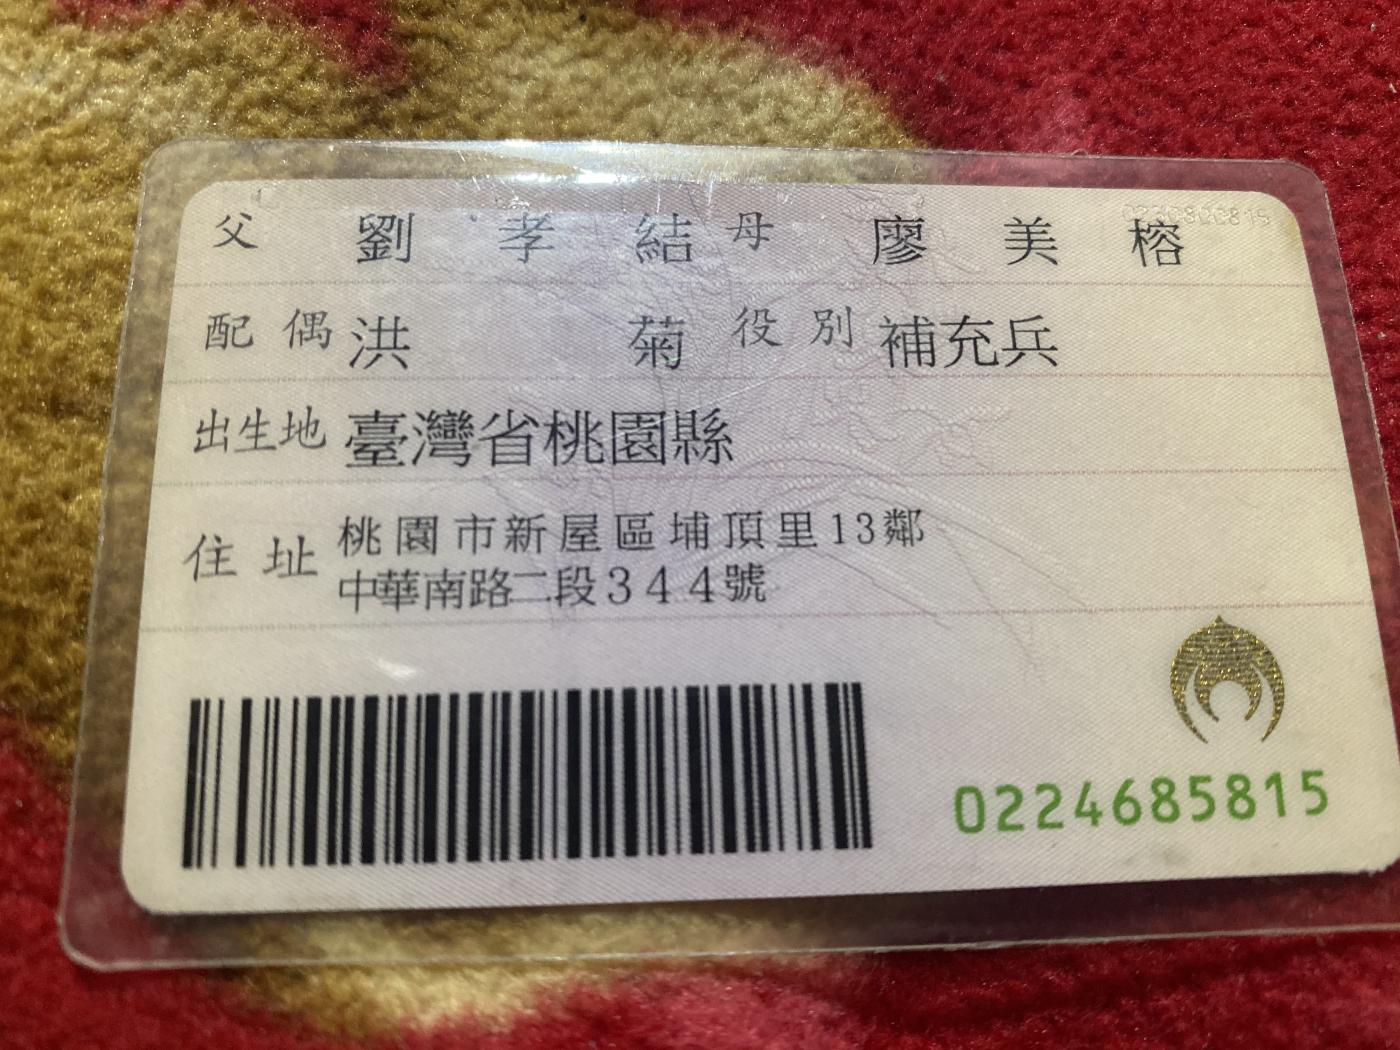 父 劉孝結 母 廖美榕
配偶 洪菊 役別 補充兵
出生地 臺灣省桃園縣
住址 桃園市新屋區埔頂里13鄰
中華南路二段344號
0224685815